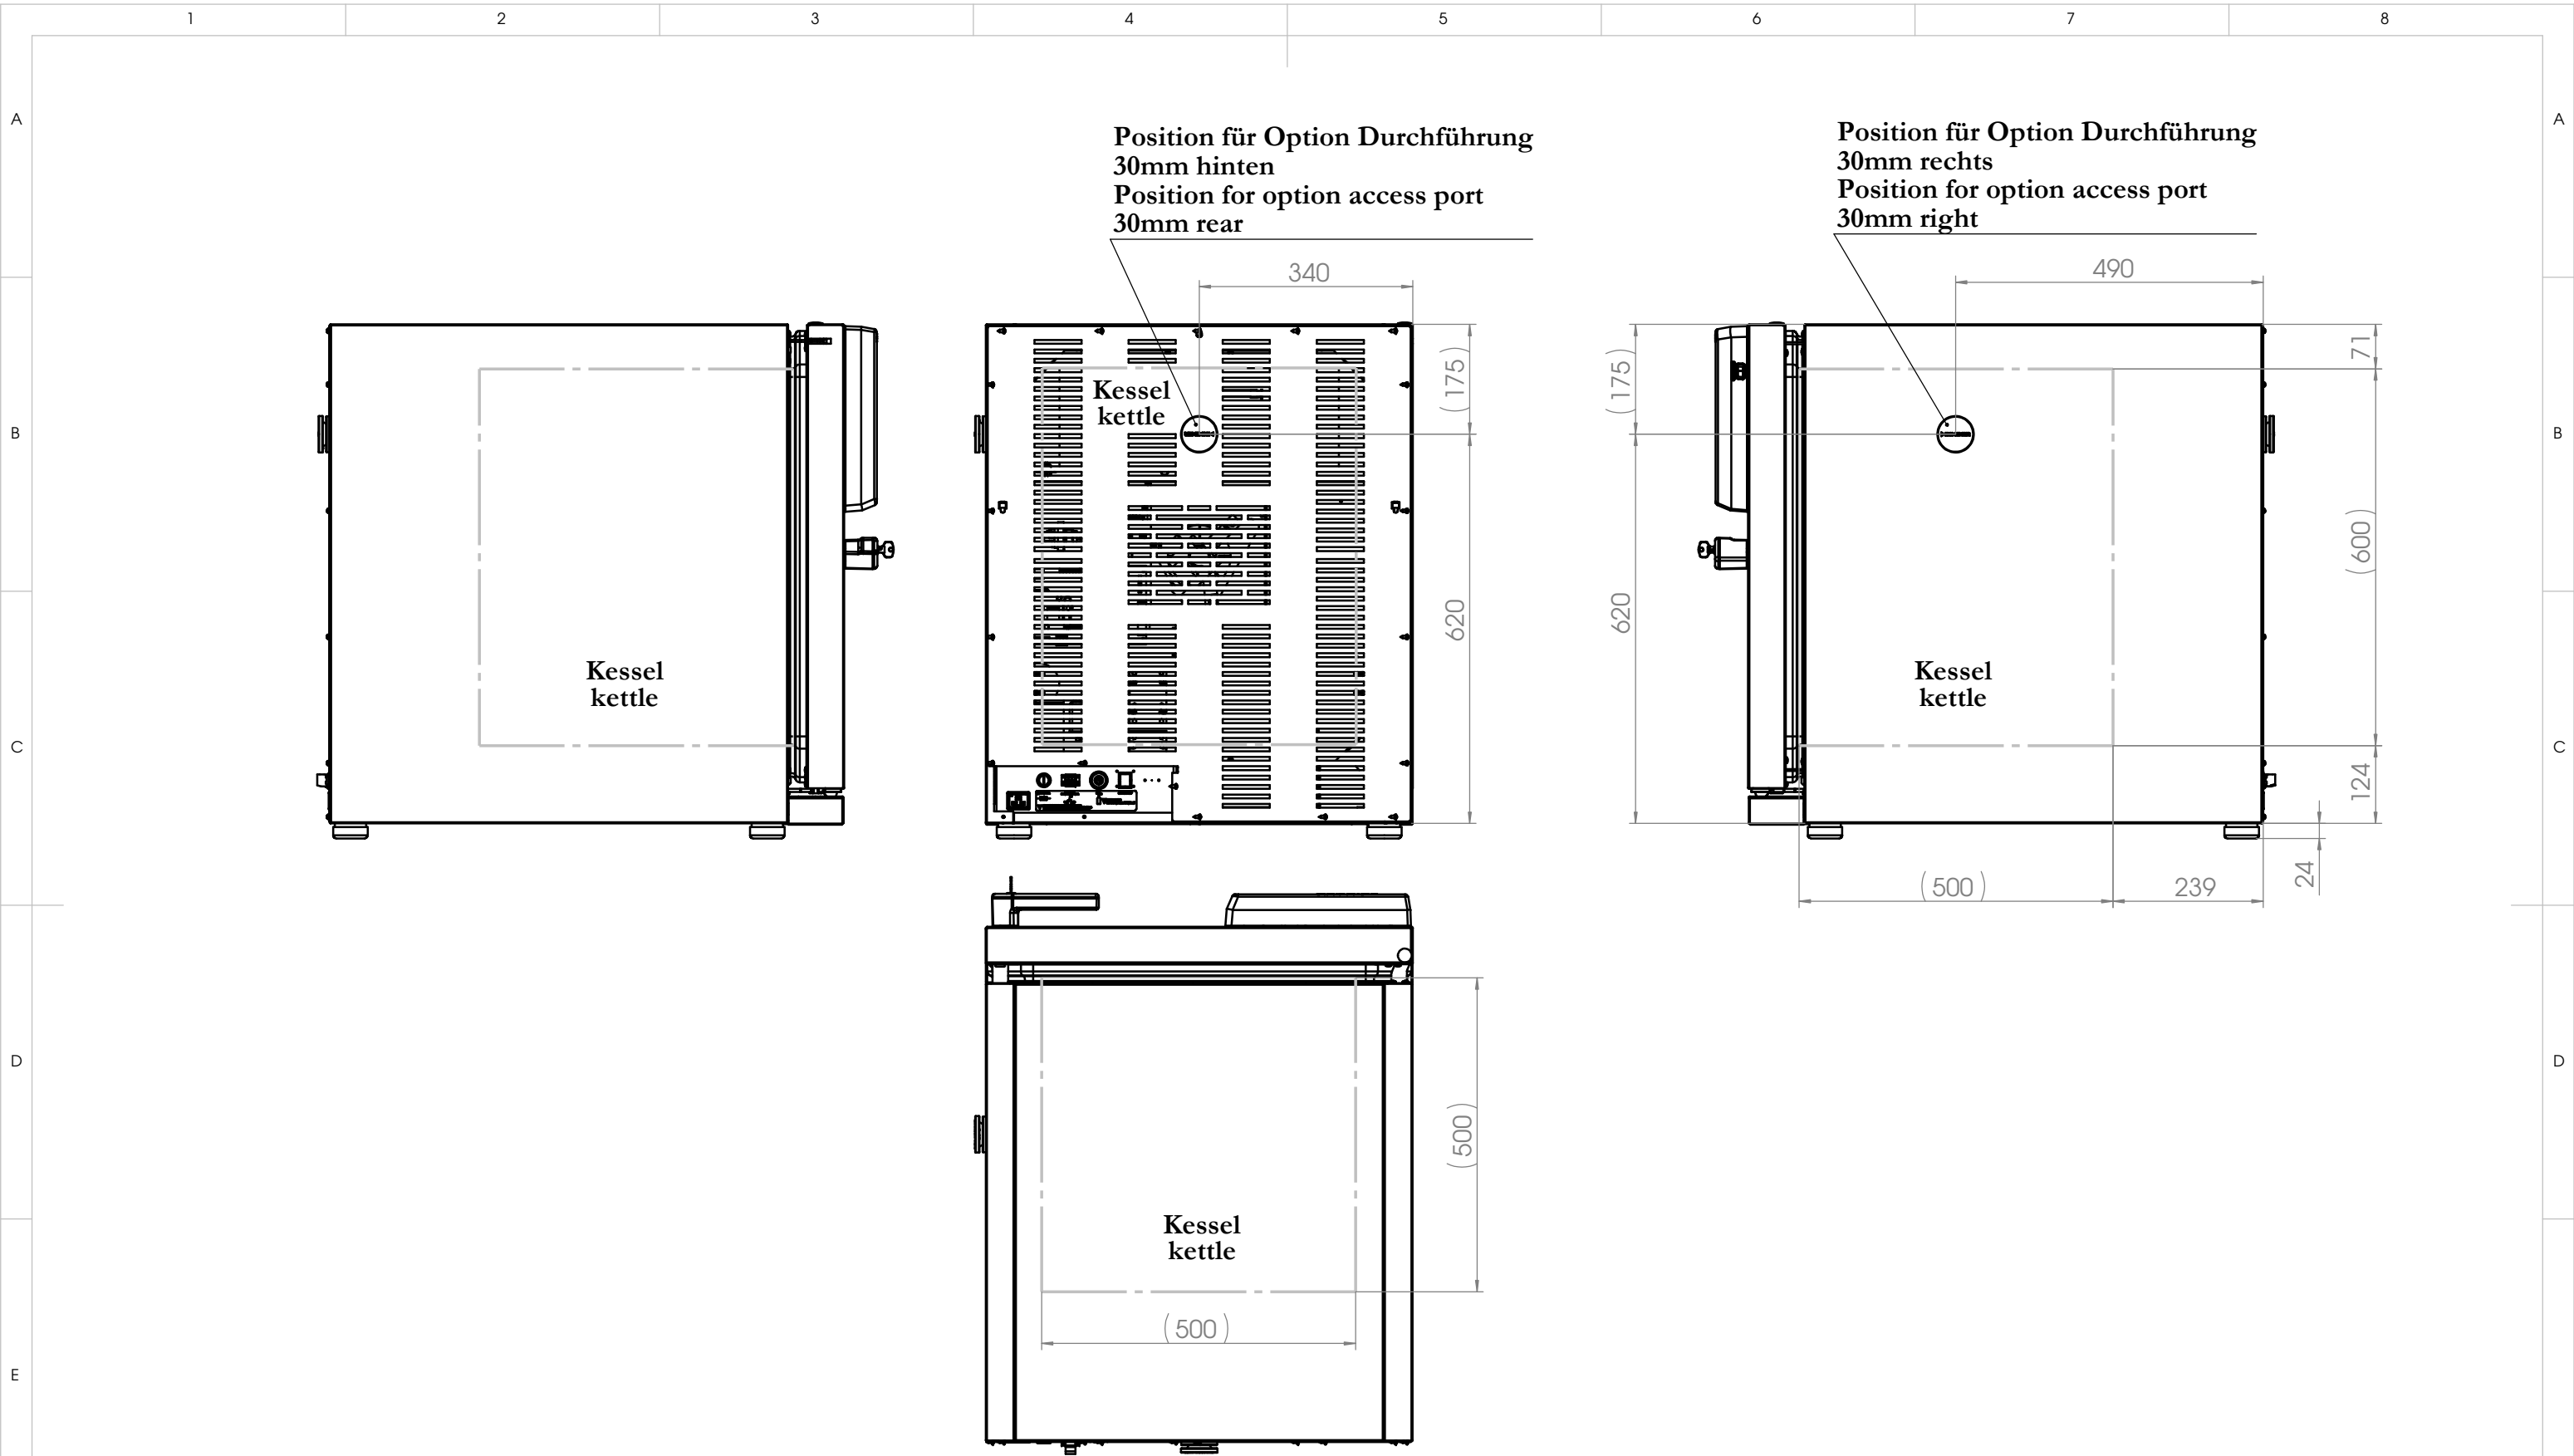 1 2 3 4 5 6 7 8
A A
Position für Option Durchführung
30mm hinten
Position for option access port
30mm rear
Position für Option Durchführung
30mm rechts
Position for option access port
30mm right
340
490
(175)
(175)
71
Kessel
kettle
B B
(600)
620
620
Kessel
kettle
Kessel
kettle
C C
124
24
(500)
239
D D
(500)
Kessel
kettle
(500)
E